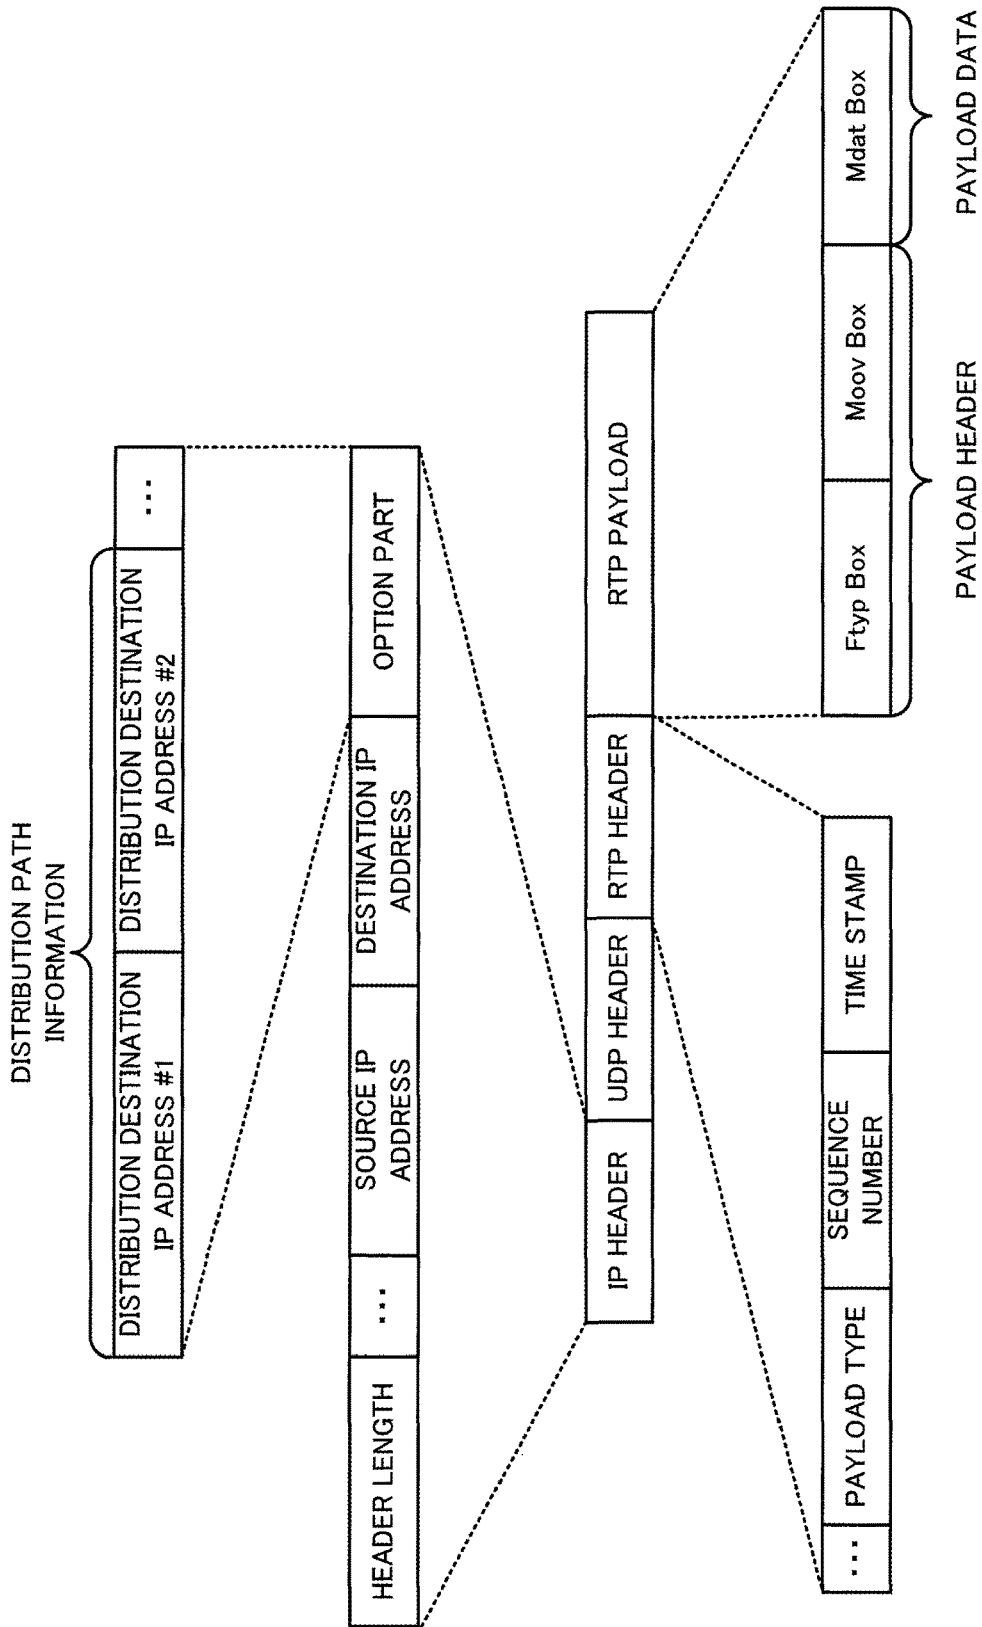 DISTRIBUTION PATH
INFORMATION
DISTRIBUTION DESTINATION
IP ADDRESS #1
DISTRIBUTION DESTINATION
IP ADDRESS #2
...
HEADER LENGTH
...
SOURCE IP
ADDRESS
DESTINATION IP
ADDRESS
OPTION PART
IP HEADER
UDP HEADER
RTP HEADER
RTP PAYLOAD
...
PAYLOAD TYPE
SEQUENCE
NUMBER
TIME STAMP
Ftyp Box
Moov Box
Mdat Box
PAYLOAD HEADER
PAYLOAD DATA